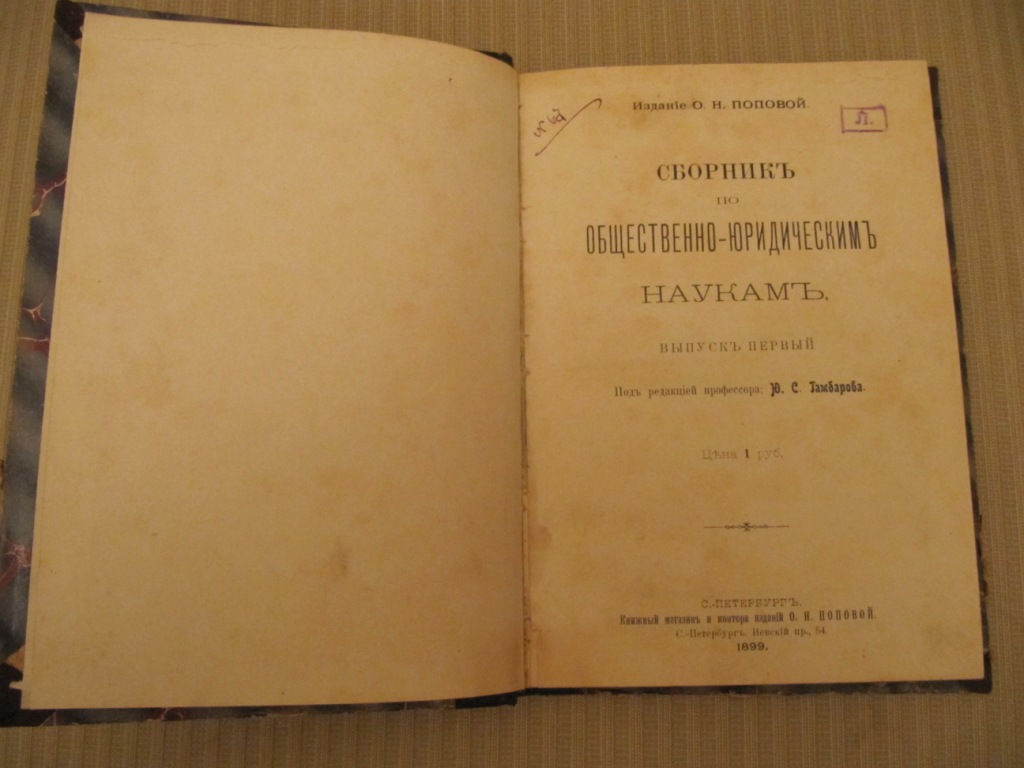 Изданіе О. Н. ПОПОВОЙ.
Л.
СБОРНИКЪ
ПО
ОБЩЕСТВЕННО-ЮРИДИЧЕСКИМЪ
НАУКАМЪ.
ВЫПУСКЪ ПЕРВЫЙ
Подъ редакціей профессора: Ю. С. Гамбарова.
Цѣна 1 руб.
С.-ПЕТЕРБУРГЪ.
Книжный магазинъ и контора изданій О. Н. ПОПОВОЙ.
С.-Петербургъ. Невскій пр., 54.
1899.